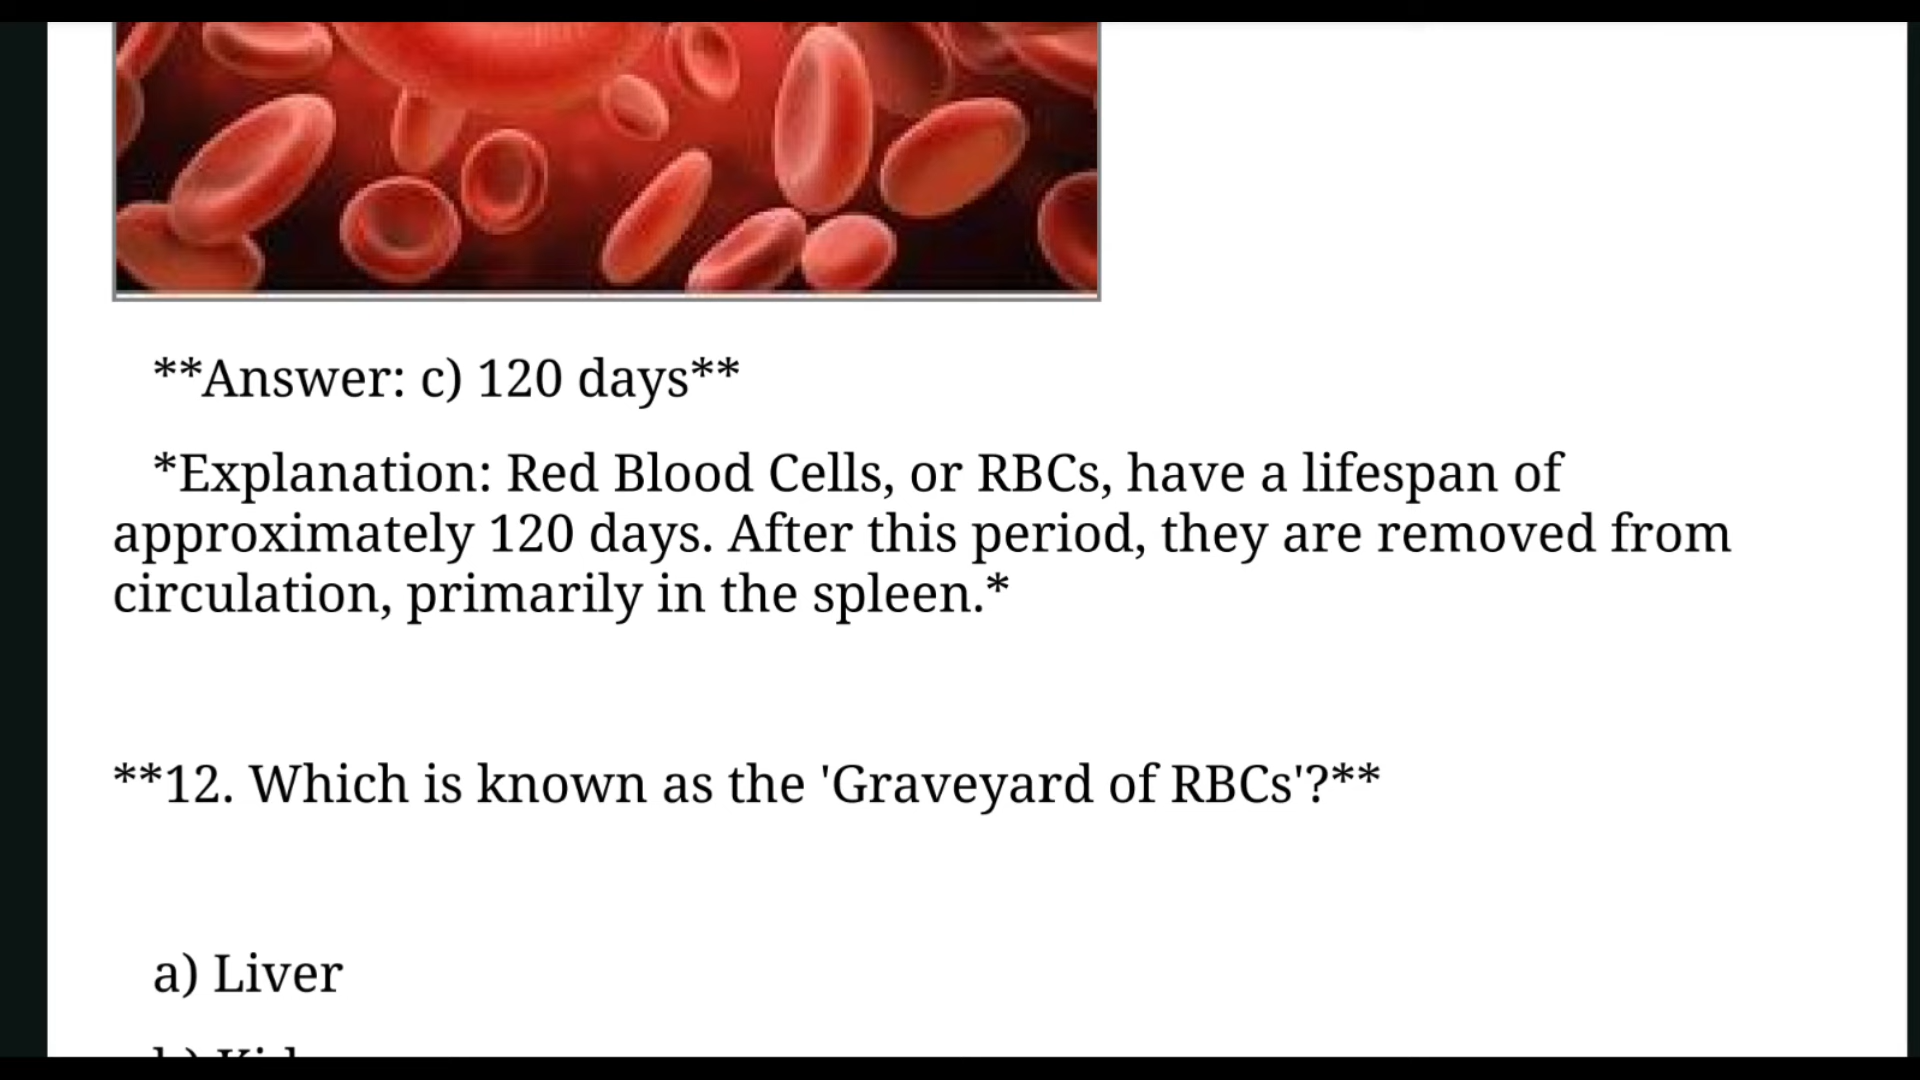 **Answer: c) 120 days**
*Explanation: Red Blood Cells, or RBCs, have a lifespan of
approximately 120 days. After this period, they are removed from
circulation, primarily in the spleen.*
**12. Which is known as the 'Graveyard of RBCs'?**
a) Liver